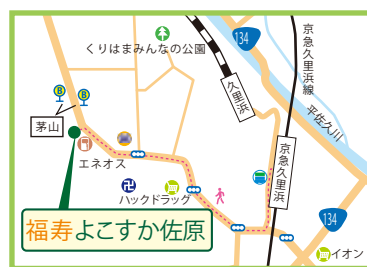 134
くりはまみんなの公園
京急久里浜線
B
B
久里浜
平佐久川
茅山
エネオス
京急久里浜
ハックドラッグ
福寿よこすか佐原
134
イオン